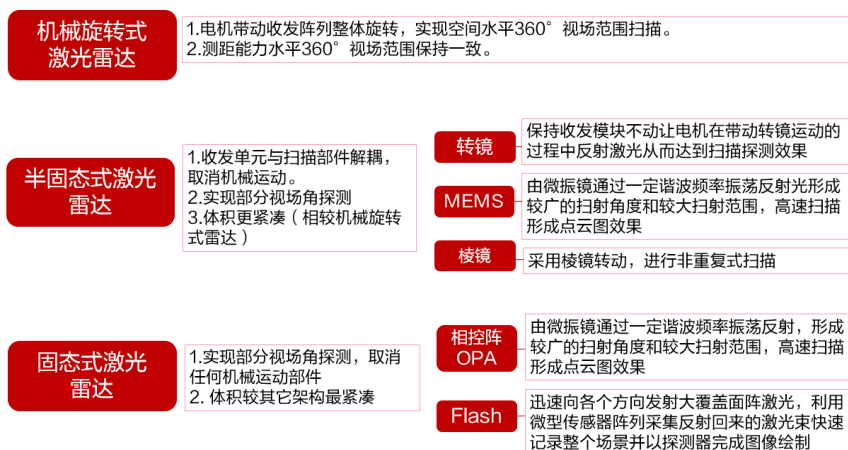 机械旋转式
激光雷达
1.电机带动收发阵列整体旋转，实现空间水平360°视场范围扫描。
2.测距能力水平360°视场范围保持一致。
半固态式激光
雷达
1.收发单元与扫描部件解耦，
取消机械运动。
2.实现部分视场角探测
3.体积更紧凑（相较机械旋转
式雷达）
转镜
保持收发模块不动让电机在带动转镜运动的
过程中反射激光从而达到扫描探测效果
MEMS
由微振镜通过一定谐波频率振荡反射光形成
较广的扫射角度和较大扫射范围，高速扫描
形成点云图效果
棱镜
采用棱镜转动，进行非重复式扫描
固态式激光
雷达
1.实现部分视场角探测，取消
任何机械运动部件
2. 体积较其它架构最紧凑
相控阵
OPA
由微振镜通过一定谐波频率振荡反射，形成
较广的扫射角度和较大扫射范围，高速扫描
形成点云图效果
Flash
迅速向各个方向发射大覆盖面阵激光，利用
微型传感器阵列采集反射回来的激光束快速
记录整个场景并以探测器完成图像绘制